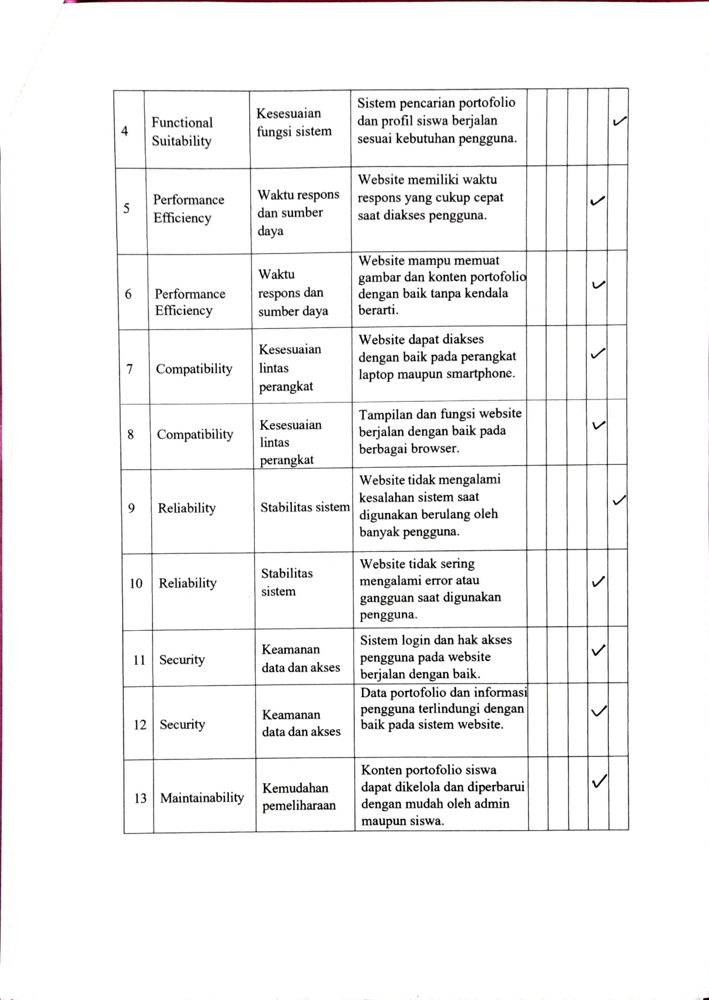 4
Functional
Suitability
Kesesuaian
fungsi sistem
Sistem pencarian portofolio
dan profil siswa berjalan
sesuai kebutuhan pengguna.
✓
5
Performance
Efficiency
Waktu respons
dan sumber
daya
Website memiliki waktu
respons yang cukup cepat
saat diakses pengguna.
✓
6
Performance
Efficiency
Waktu
respons dan
sumber daya
Website mampu memuat
gambar dan konten portofolio
dengan baik tanpa kendala
berarti.
✓
7
Compatibility
Kesesuaian
lintas
perangkat
Website dapat diakses
dengan baik pada perangkat
laptop maupun smartphone.
✓
8
Compatibility
Kesesuaian
lintas
perangkat
Tampilan dan fungsi website
berjalan dengan baik pada
berbagai browser.
✓
9
Reliability
Stabilitas sistem
Website tidak mengalami
kesalahan sistem saat
digunakan berulang oleh
banyak pengguna.
✓
10
Reliability
Stabilitas
sistem
Website tidak sering
mengalami error atau
gangguan saat digunakan
pengguna.
✓
11
Security
Keamanan
data dan akses
Sistem login dan hak akses
pengguna pada website
berjalan dengan baik.
✓
12
Security
Keamanan
data dan akses
Data portofolio dan informasi
pengguna terlindungi dengan
baik pada sistem website.
✓
13
Maintainability
Kemudahan
pemeliharaan
Konten portofolio siswa
dapat dikelola dan diperbarui
dengan mudah oleh admin
maupun siswa.
✓